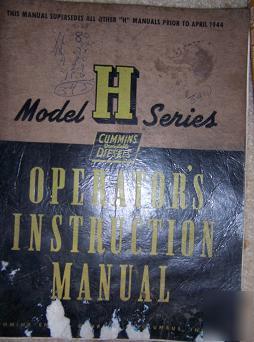 THIS MANUAL SUPERSEDES ALL OTHER "H" MANUALS PRIOR TO APRIL 1944
Model H Series
CUMMINS
DIESELS
OPERATOR'S
INSTRUCTION
MANUAL